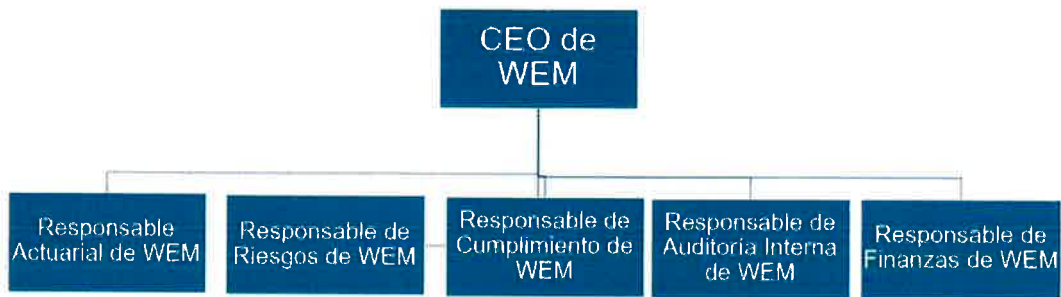 CEO de
WEM
Responsable
Actuarial de WEM
Responsable de
Riesgos de WEM
Responsable de
Cumplimiento de
WEM
Responsable de
Auditoría Interna
de WEM
Responsable de
Finanzas de WEM